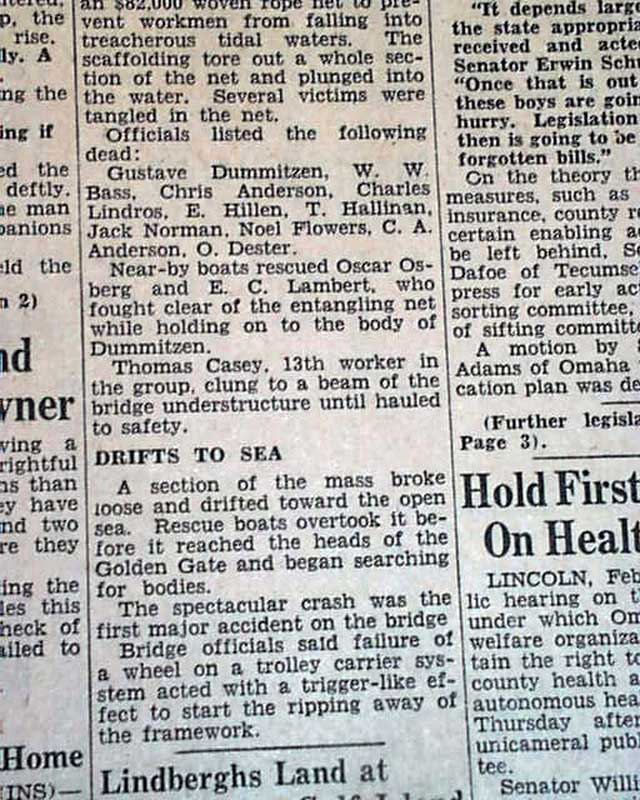 p, the
rise.
ly. A
ng the
ing if
ed the
deftly.
ne man
panions
eld the
n 2)
nd
wner
ving a
rightful
ns than
ey have
nd two
re they
ing the
les this
heck of
ailed to
Home
(INS)—
an $82,000 woven rope net to pre-
vent workmen from falling into
treacherous tidal waters. The
scaffolding tore out a whole sec-
tion of the net and plunged into
the water. Several victims were
tangled in the net.
Officials listed the following
dead:
Gustave Dummitzen, W. W.
Bass, Chris Anderson, Charles
Lindros, E. Hillen, T. Hallinan,
Jack Norman, Noel Flowers, C. A.
Anderson, O. Dester.
Near-by boats rescued Oscar Os-
berg and E. C. Lambert, who
fought clear of the entangling net
while holding on to the body of
Dummitzen.
Thomas Casey, 13th worker in
the group, clung to a beam of the
bridge understructure until hauled
to safety.
DRIFTS TO SEA
A section of the mass broke
loose and drifted toward the open
sea. Rescue boats overtook it be-
fore it reached the heads of the
Golden Gate and began searching
for bodies.
The spectacular crash was the
first major accident on the bridge
Bridge officials said failure of
a wheel on a trolley carrier sys-
stem acted with a trigger-like ef-
fect to start the ripping away of
the framework.
Lindberghs Land at
"It depends large
the state appropria
received and acte
Senator Erwin Schu
"Once that is out
these boys are goin
hurry. Legislation
then is going to be
forgotten bills."
On the theory th
measures, such as
insurance, county r
certain enabling a
be left behind, Se
Dafoe of Tecumse
press for early act
sorting committee,
of sifting committe
A motion by S
Adams of Omaha
cation plan was de
(Further legisla
Page 3).
Hold First
On Healt
LINCOLN, Feb
lic hearing on t
under which Om
welfare organiza
tain the right to
county health a
autonomous hea
Thursday after
unicameral publ
tee.
Senator Willi